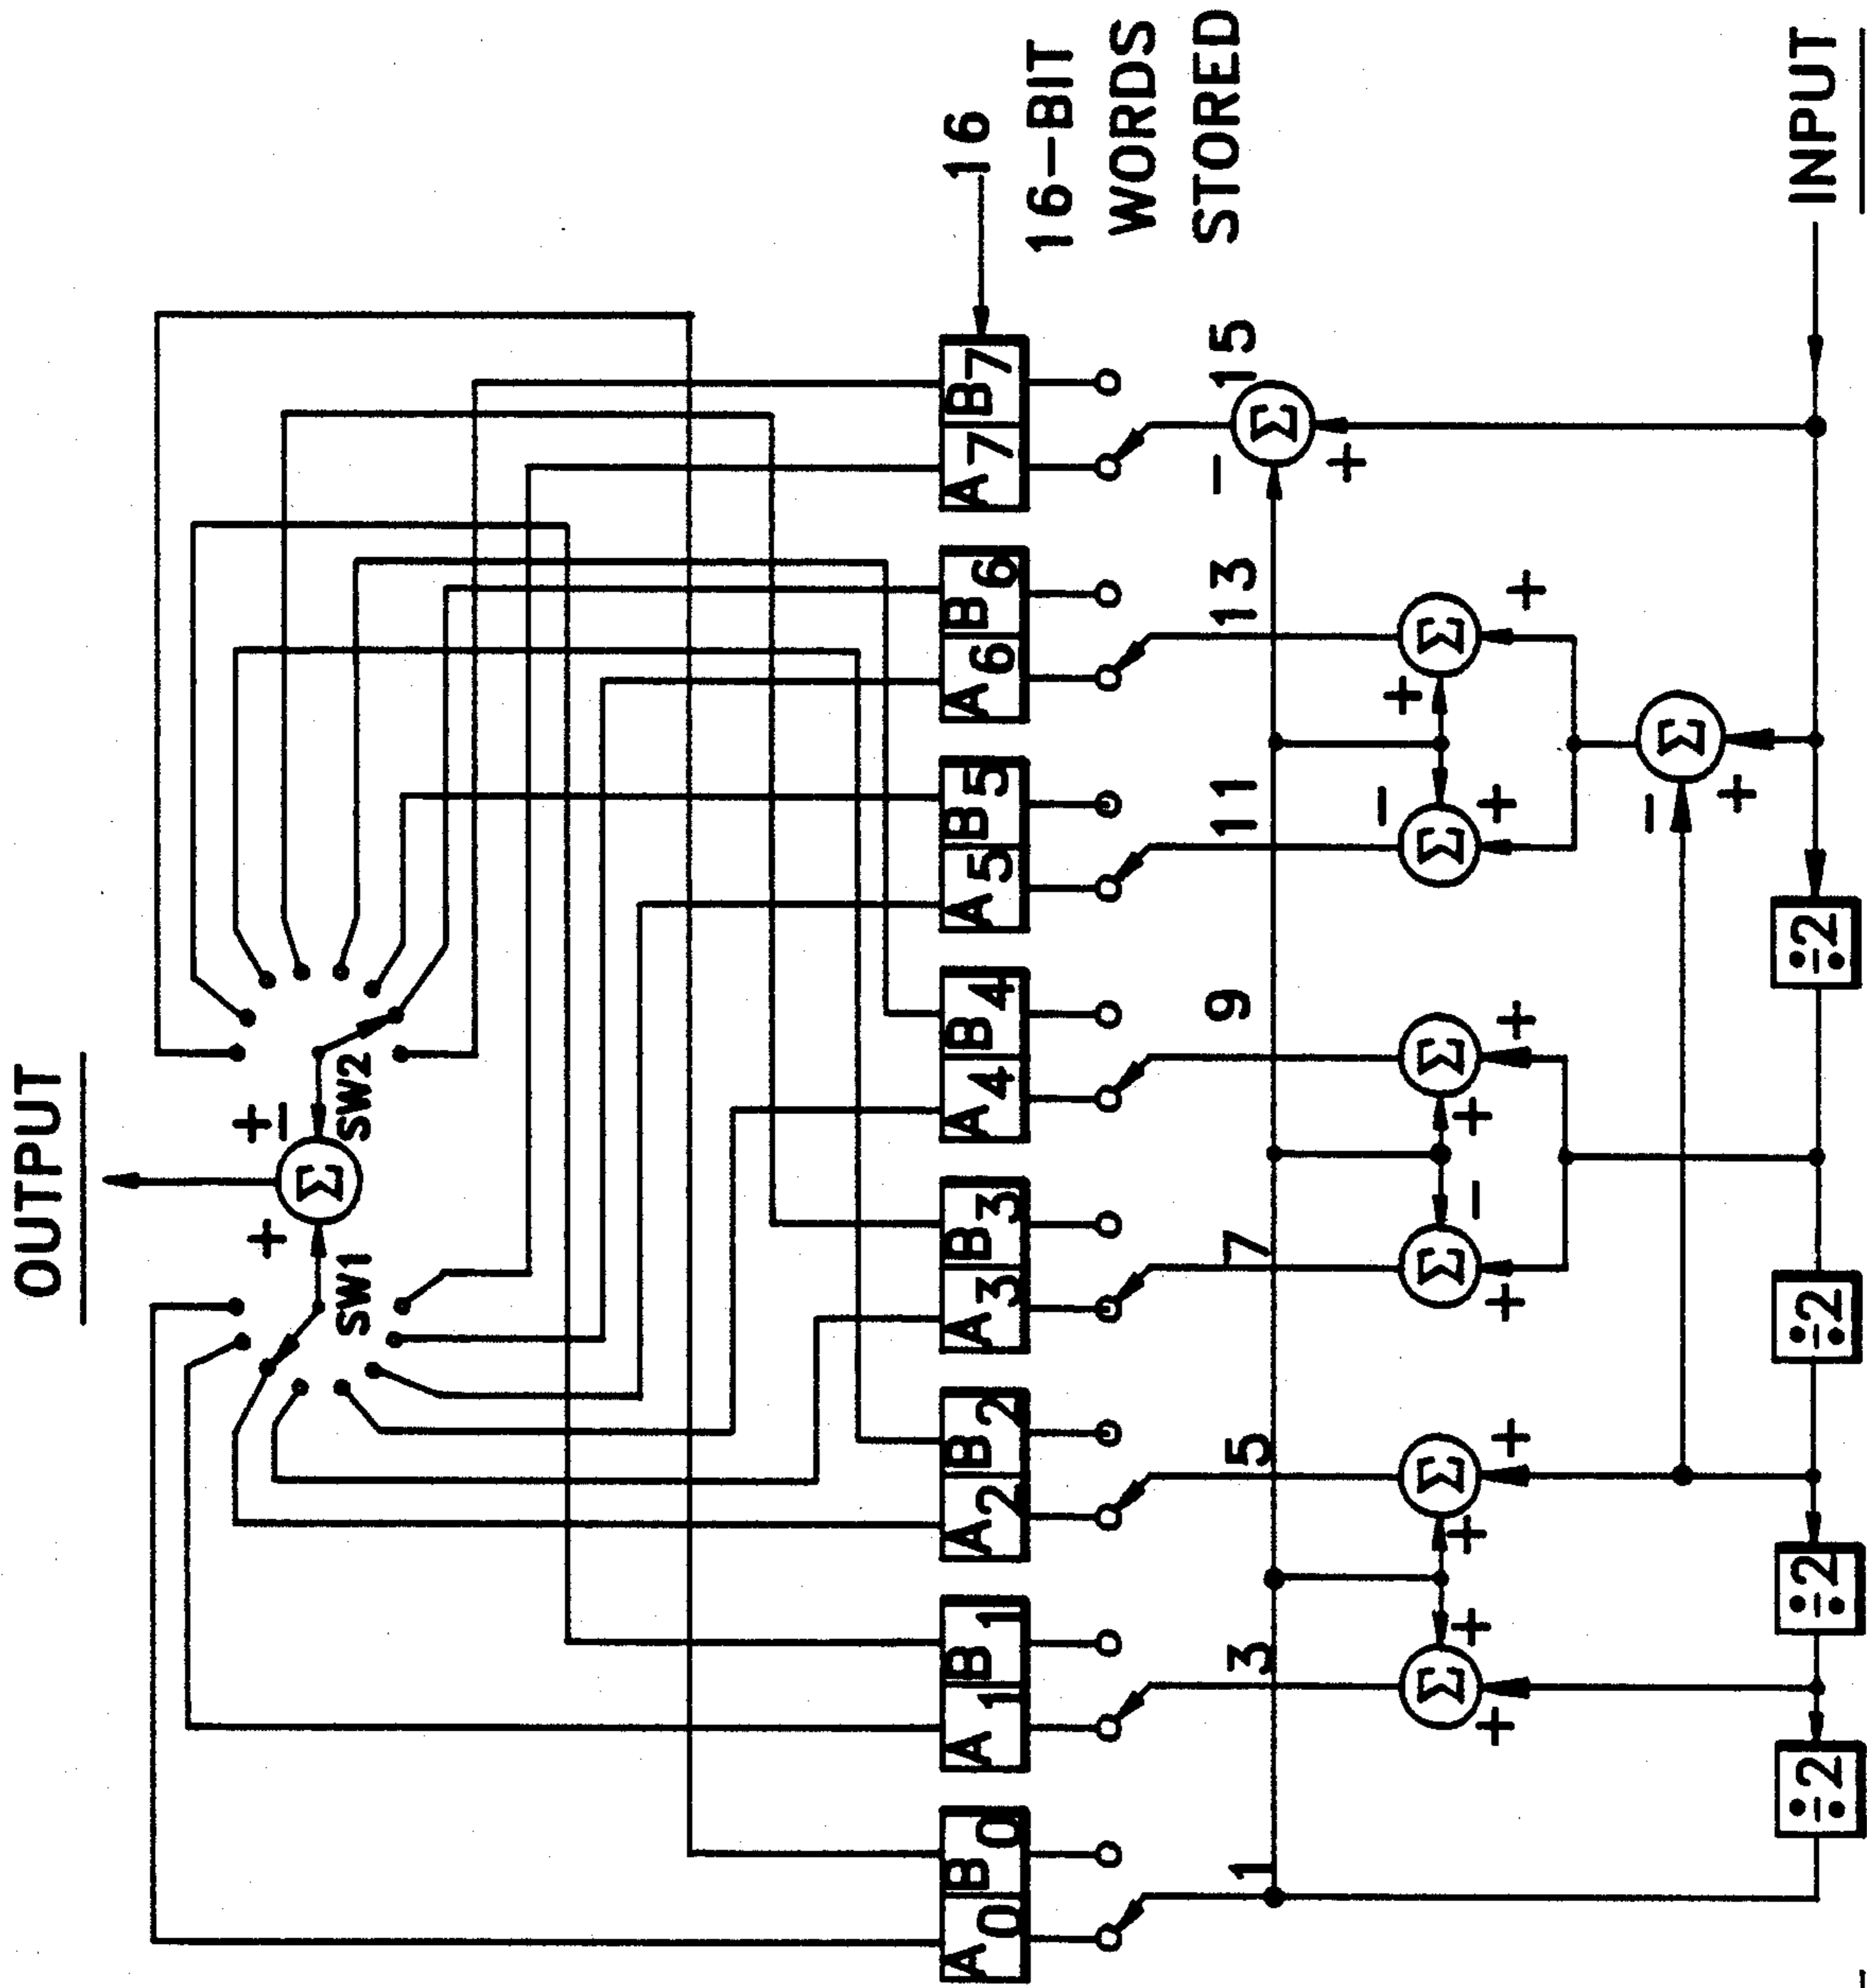 OUTPUT
+
+
−
SW1
Σ
SW2
A0 B0
A1 B1
A2 B2
A3 B3
A4 B4
A5 B5
A6 B6
A7 B7
16
16-BIT
WORDS
STORED
1
3
5
7
9
11
13
15
−
Σ
+
Σ
+
+
Σ
+
+
Σ
+
−
Σ
+
+
Σ
−
+
Σ
+
+
Σ
−
+
÷2
÷2
÷2
÷2
INPUT